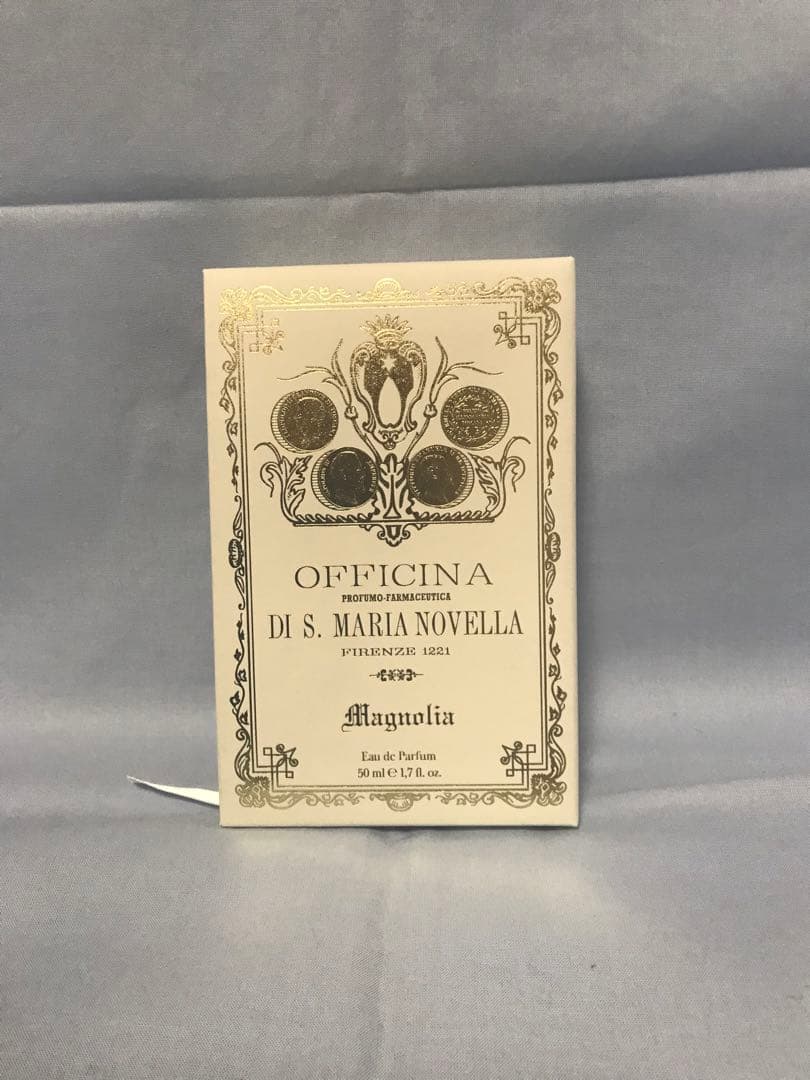 OFFICINA
PROFUMO-FARMACEUTICA
DI S. MARIA NOVELLA
FIRENZE 1221
Magnolia
Eau de Parfum
50 ml ℮ 1,7 fl. oz.